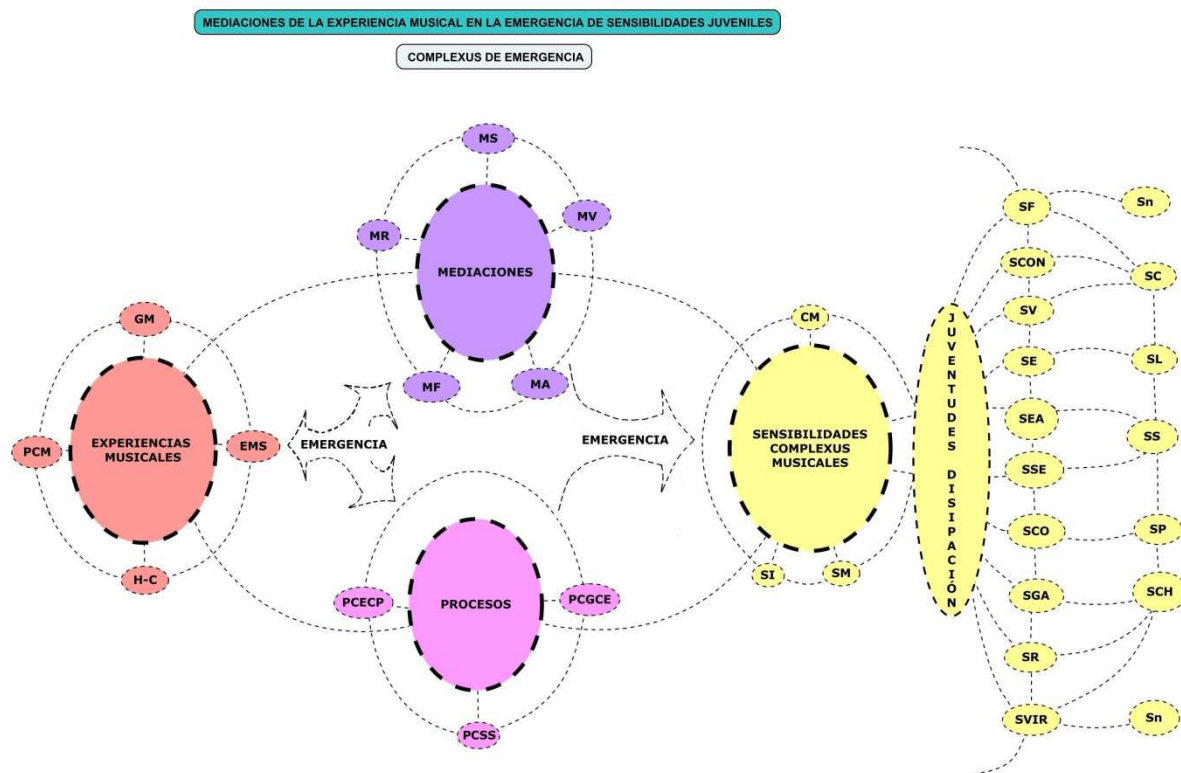 MEDIACIONES DE LA EXPERIENCIA MUSICAL EN LA EMERGENCIA DE SENSIBILIDADES JUVENILES
COMPLEXUS DE EMERGENCIA
MS
MV
MR
MEDIACIONES
MF
MA
GM
PCM
EXPERIENCIAS
MUSICALES
EMS
H-C
EMERGENCIA
EMERGENCIA
PCECP
PROCESOS
PCGCE
PCSS
CM
SENSIBILIDADES
COMPLEXUS
MUSICALES
SI
SM
JUVENTUDES DISIPACIÓN
SF
Sn
SCON
SC
SV
SE
SL
SEA
SS
SSE
SCO
SP
SGA
SCH
SR
SVIR
Sn